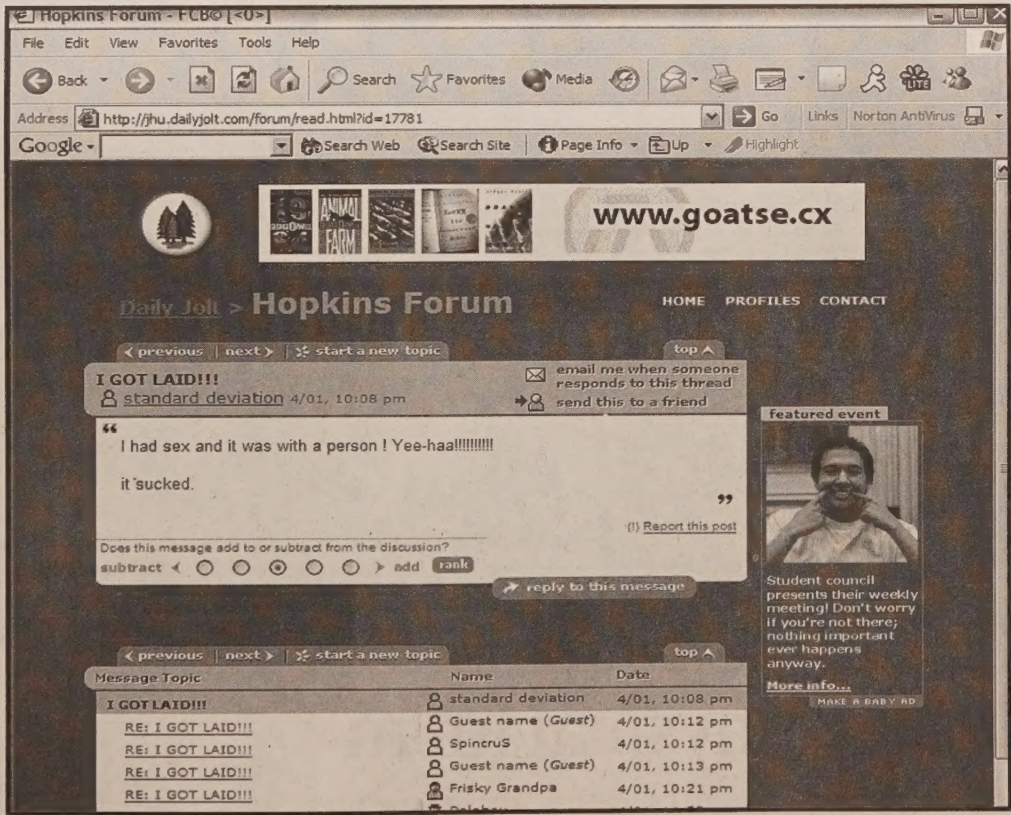 Hopkins Forum - FCB© [<0>]
File Edit View Favorites Tools Help
Back Search Favorites Media LITE
Address http://jhu.dailyjolt.com/forum/read.html?id=17781 Go Links Norton AntiVirus
Google Search Web Search Site Page Info Up Highlight
ANIMAL FARM
www.goatse.cx
Daily Jolt > Hopkins Forum
HOME PROFILES CONTACT
previous | next | start a new topic
top
I GOT LAID!!!
standard deviation 4/01, 10:08 pm
email me when someone
responds to this thread
send this to a friend
“
I had sex and it was with a person ! Yee-haa!!!!!!!!!!
it sucked.
”
(!) Report this post
Does this message add to or subtract from the discussion?
subtract add rank
reply to this message
featured event
Student council
presents their weekly
meeting! Don't worry
if you're not there;
nothing important
ever happens
anyway.
More info...
MAKE A BABY AD
previous | next | start a new topic
top
Message Topic Name Date
I GOT LAID!!! standard deviation 4/01, 10:08 pm
RE: I GOT LAID!!! Guest name (Guest) 4/01, 10:12 pm
RE: I GOT LAID!!! SpincruS 4/01, 10:12 pm
RE: I GOT LAID!!! Guest name (Guest) 4/01, 10:13 pm
RE: I GOT LAID!!! Frisky Grandpa 4/01, 10:21 pm